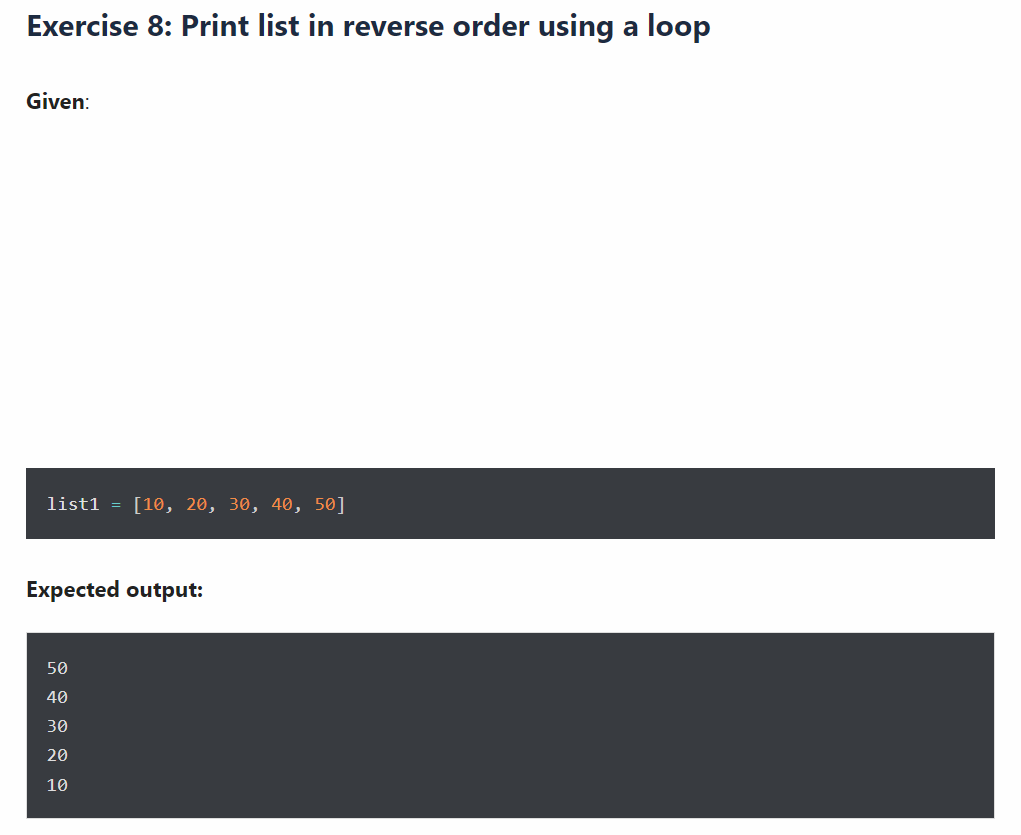 Exercise 8: Print list in reverse order using a loop
Given:
list1 = [10, 20, 30, 40, 50]
Expected output:
50
40
30
20
10